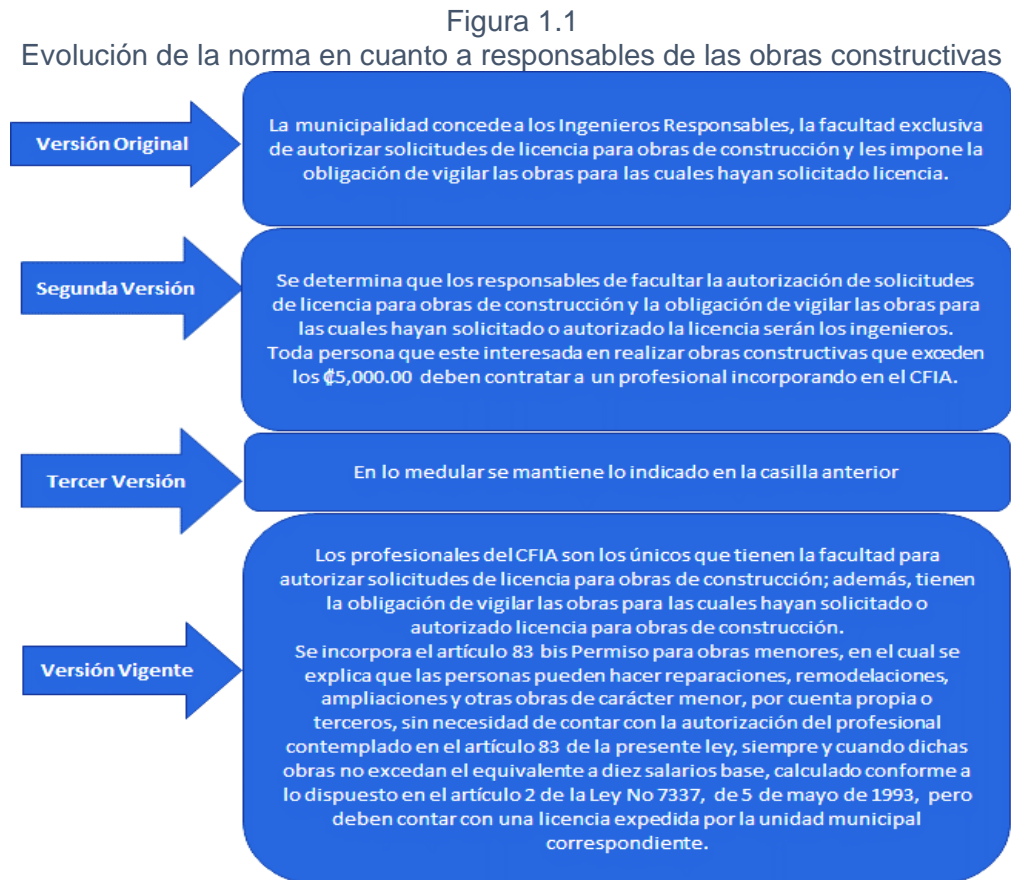 Figura 1.1
Evolución de la norma en cuanto a responsables de las obras constructivas
Versión Original
La municipalidad concede a los Ingenieros Responsables, la facultad exclusiva
de autorizar solicitudes de licencia para obras de construcción y les impone la
obligación de vigilar las obras para las cuales hayan solicitado licencia.
Segunda Versión
Se determina que los responsables de facultar la autorización de solicitudes
de licencia para obras de construcción y la obligación de vigilar las obras para
las cuales hayan solicitado o autorizado la licencia serán los ingenieros.
Toda persona que este interesada en realizar obras constructivas que exceden
los ₡5,000.00 deben contratar a un profesional incorporando en el CFIA.
Tercer Versión
En lo medular se mantiene lo indicado en la casilla anterior
Versión Vigente
Los profesionales del CFIA son los únicos que tienen la facultad para
autorizar solicitudes de licencia para obras de construcción; además, tienen
la obligación de vigilar las obras para las cuales hayan solicitado o
autorizado licencia para obras de construcción.
Se incorpora el artículo 83 bis Permiso para obras menores, en el cual se
explica que las personas pueden hacer reparaciones, remodelaciones,
ampliaciones y otras obras de carácter menor, por cuenta propia o
terceros, sin necesidad de contar con la autorización del profesional
contemplado en el artículo 83 de la presente ley, siempre y cuando dichas
obras no excedan el equivalente a diez salarios base, calculado conforme a
lo dispuesto en el artículo 2 de la Ley No 7337, de 5 de mayo de 1993, pero
deben contar con una licencia expedida por la unidad municipal
correspondiente.